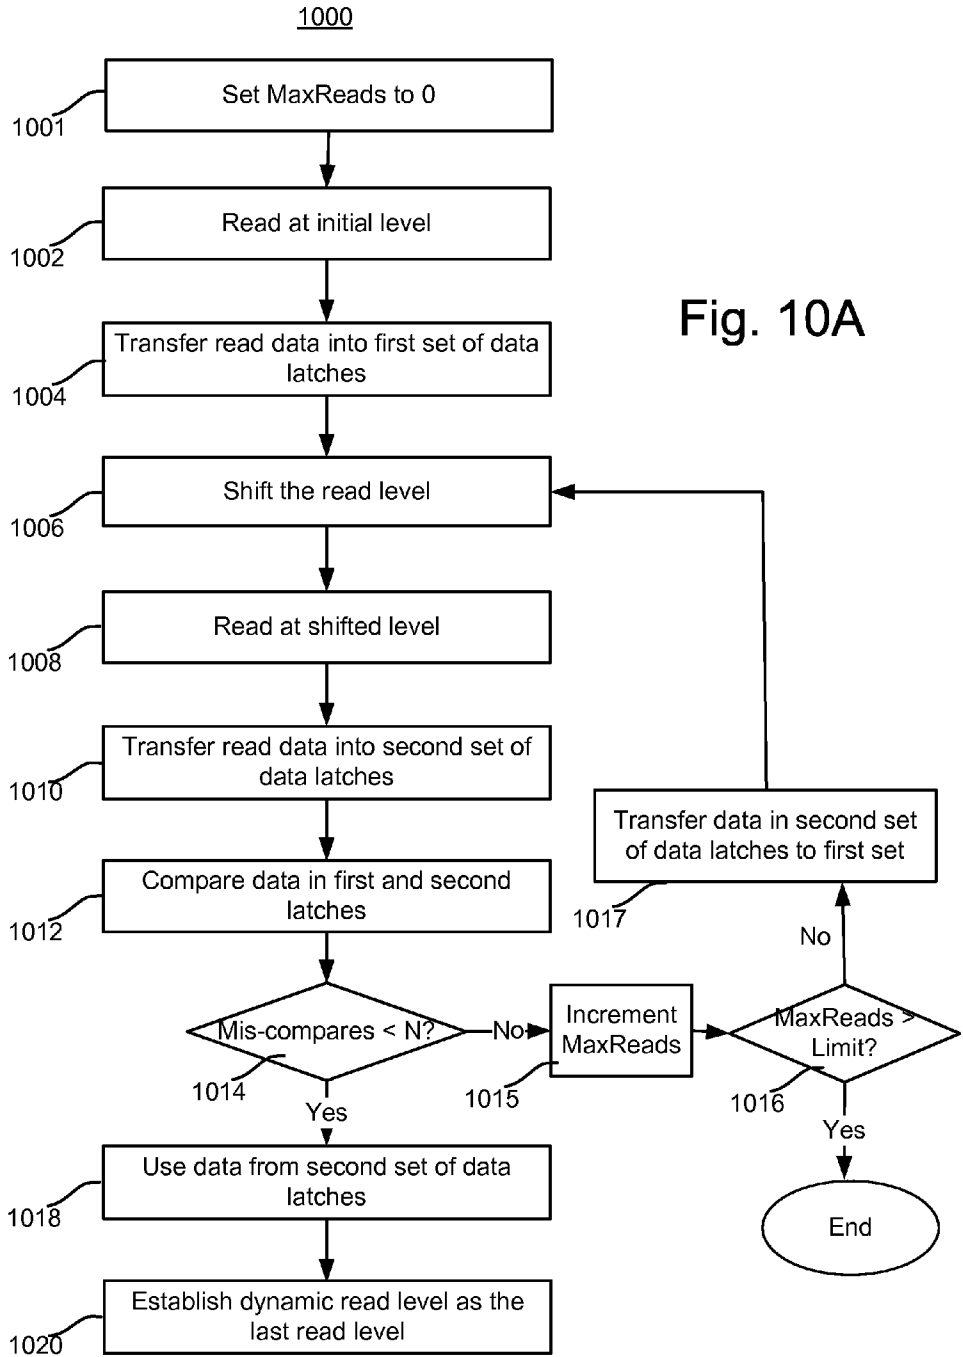 1000
Set MaxReads to 0
1001
Read at initial level
1002
Fig. 10A
Transfer read data into first set of data
latches
1004
Shift the read level
1006
Read at shifted level
1008
Transfer read data into second set of
data latches
1010
Transfer data in second set
of data latches to first set
1017
Compare data in first and second
latches
1012
No
Mis-compares < N?
No
Increment
MaxReads
MaxReads >
Limit?
1014
1015
1016
Yes
Yes
Use data from second set of data
latches
1018
End
Establish dynamic read level as the
last read level
1020